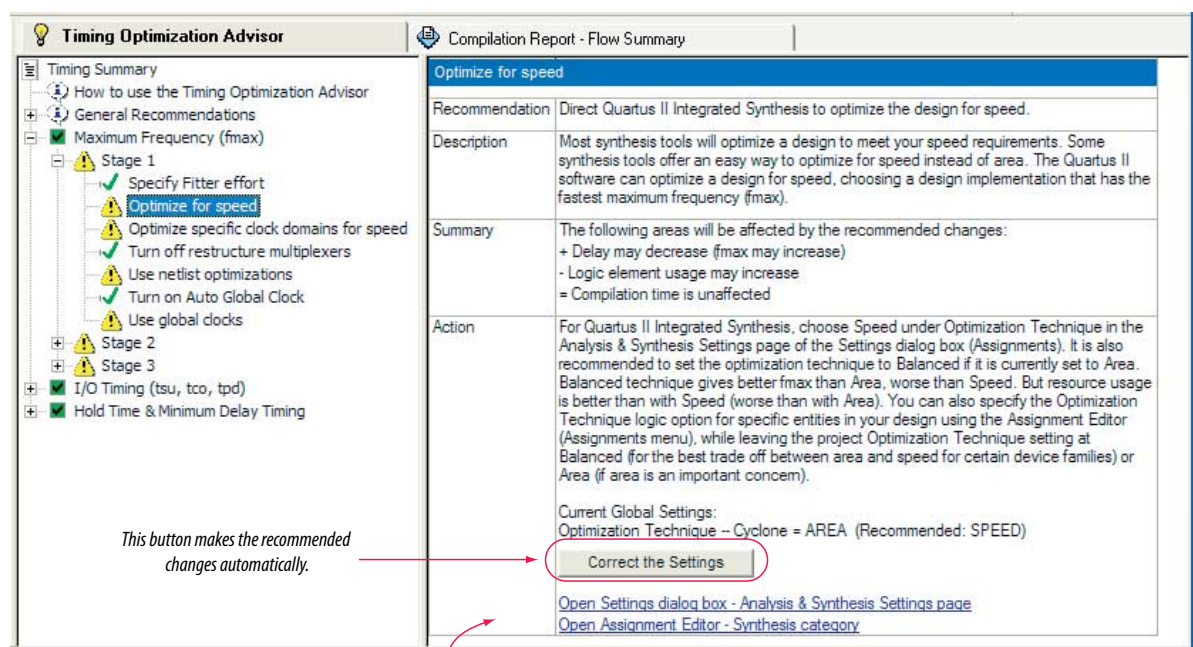 Timing Optimization Advisor
Compilation Report - Flow Summary
Timing Summary
How to use the Timing Optimization Advisor
General Recommendations
Maximum Frequency (fmax)
Stage 1
Specify Fitter effort
Optimize for speed
Optimize specific clock domains for speed
Turn off restructure multiplexers
Use netlist optimizations
Turn on Auto Global Clock
Use global clocks
Stage 2
Stage 3
I/O Timing (tsu, tco, tpd)
Hold Time & Minimum Delay Timing
This button makes the recommended
changes automatically.
Optimize for speed
Recommendation
Direct Quartus II Integrated Synthesis to optimize the design for speed.
Description
Most synthesis tools will optimize a design to meet your speed requirements. Some
synthesis tools offer an easy way to optimize for speed instead of area. The Quartus II
software can optimize a design for speed, choosing a design implementation that has the
fastest maximum frequency (fmax).
Summary
The following areas will be affected by the recommended changes:
+ Delay may decrease (fmax may increase)
- Logic element usage may increase
= Compilation time is unaffected
Action
For Quartus II Integrated Synthesis, choose Speed under Optimization Technique in the
Analysis & Synthesis Settings page of the Settings dialog box (Assignments). It is also
recommended to set the optimization technique to Balanced if it is currently set to Area.
Balanced technique gives better fmax than Area, worse than Speed. But resource usage
is better than with Speed (worse than with Area). You can also specify the Optimization
Technique logic option for specific entities in your design using the Assignment Editor
(Assignments menu), while leaving the project Optimization Technique setting at
Balanced (for the best trade off between area and speed for certain device families) or
Area (if area is an important concern).
Current Global Settings:
Optimization Technique -- Cyclone = AREA (Recommended: SPEED)
Correct the Settings
Open Settings dialog box - Analysis & Synthesis Settings page
Open Assignment Editor - Synthesis category